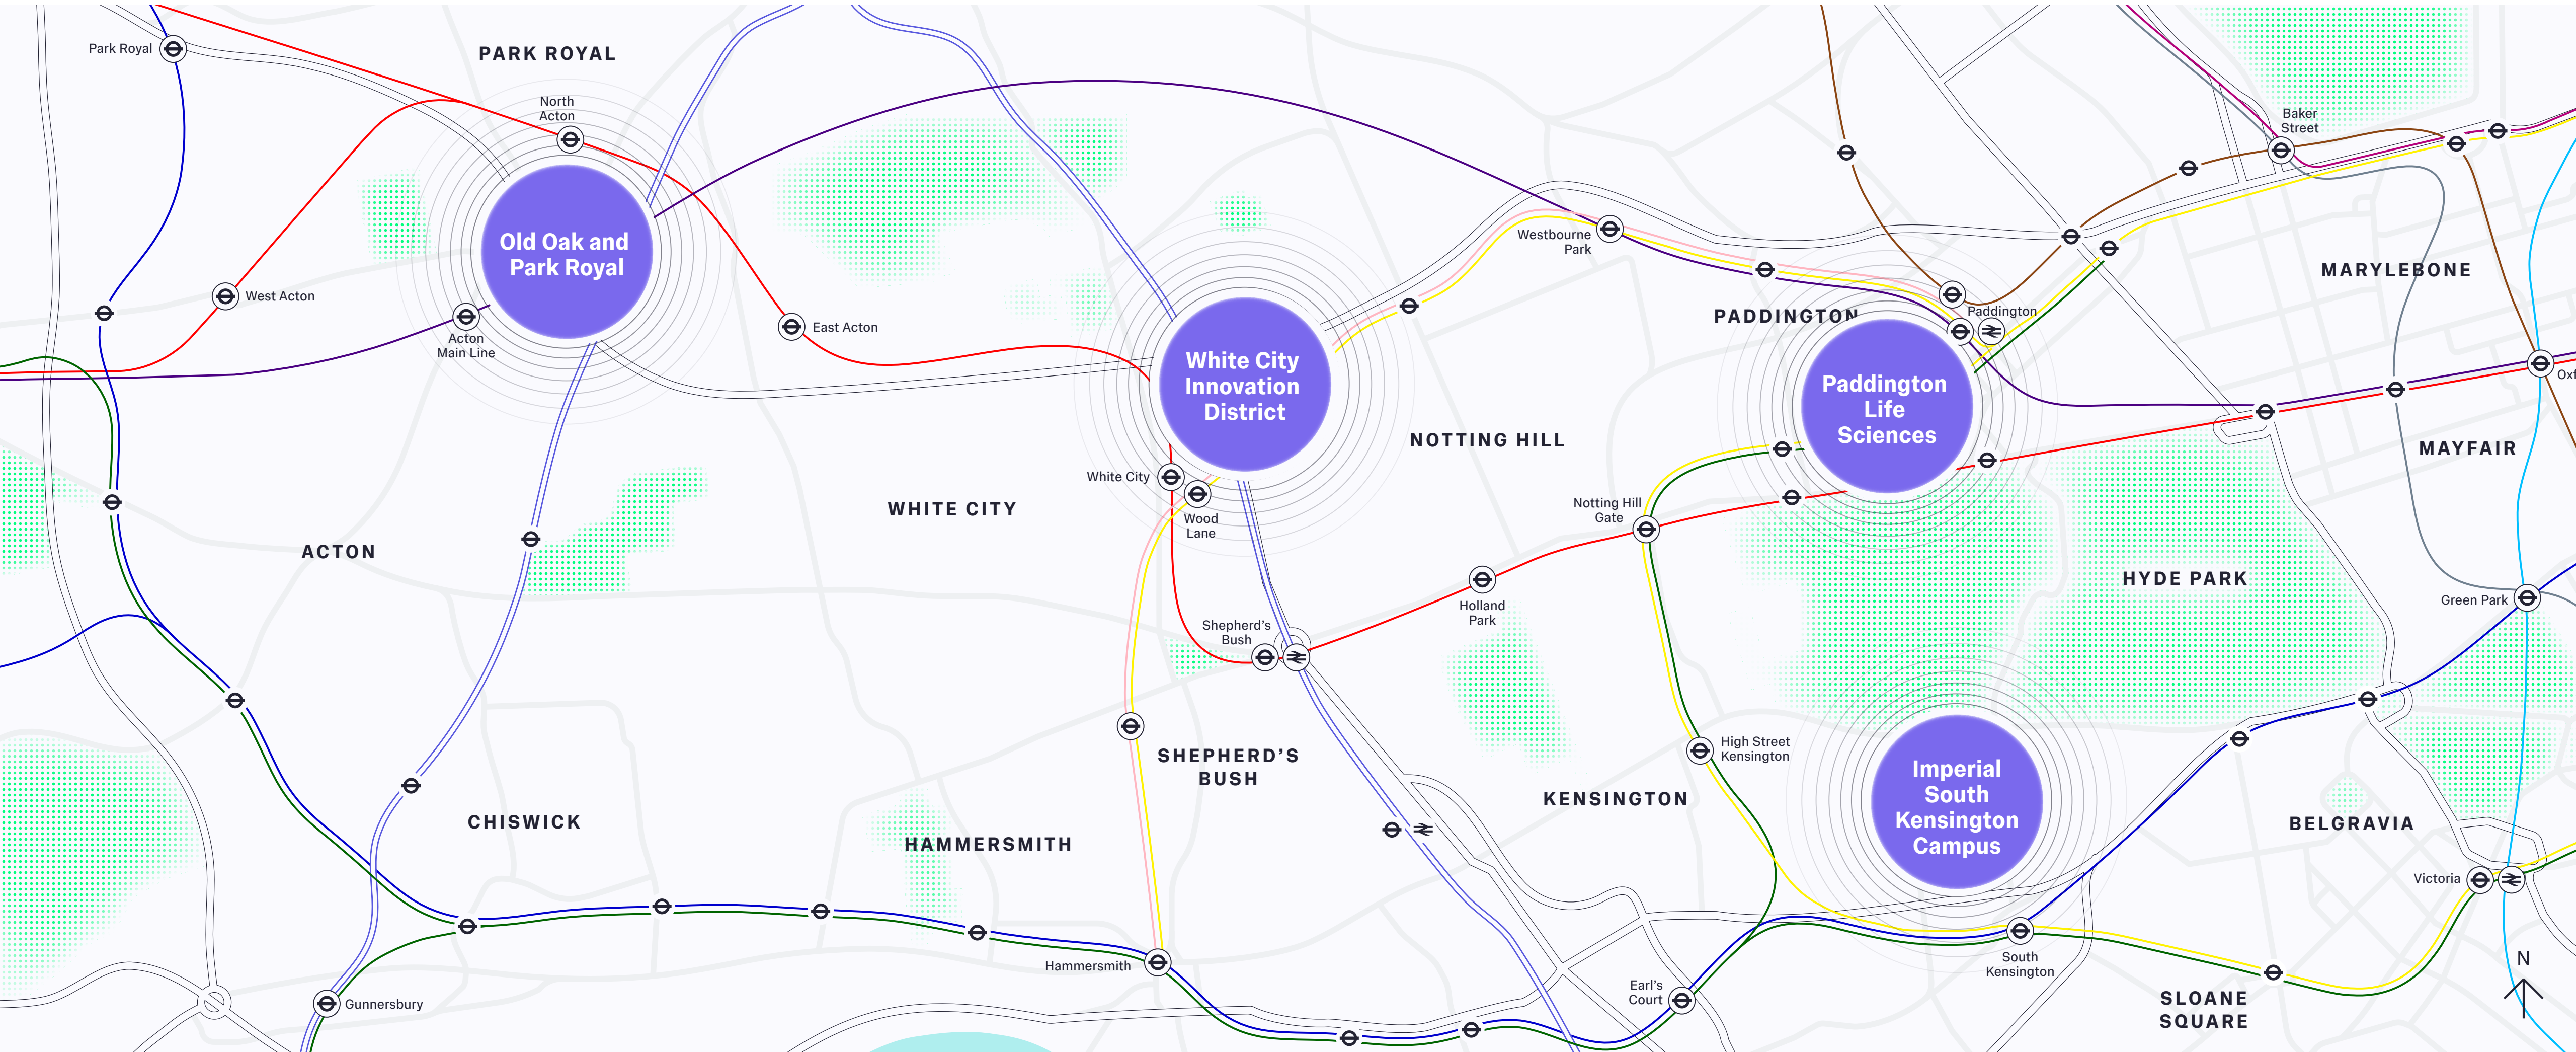 Park Royal
PARK ROYAL
North
Acton
Old Oak and
Park Royal
West Acton
Acton
Main Line
East Acton
White City
Innovation
District
White City
Wood
Lane
WHITE CITY
ACTON
NOTTING HILL
Westbourne
Park
PADDINGTON
Paddington
Paddington
Life
Sciences
Baker
Street
MARYLEBONE
Oxf
MAYFAIR
Notting Hill
Gate
HYDE PARK
Green Park
Holland
Park
Shepherd's
Bush
SHEPHERD'S
BUSH
High Street
Kensington
KENSINGTON
Imperial
South
Kensington
Campus
BELGRAVIA
CHISWICK
HAMMERSMITH
Victoria
Hammersmith
Gunnersbury
Earl's
Court
South
Kensington
SLOANE
SQUARE
N